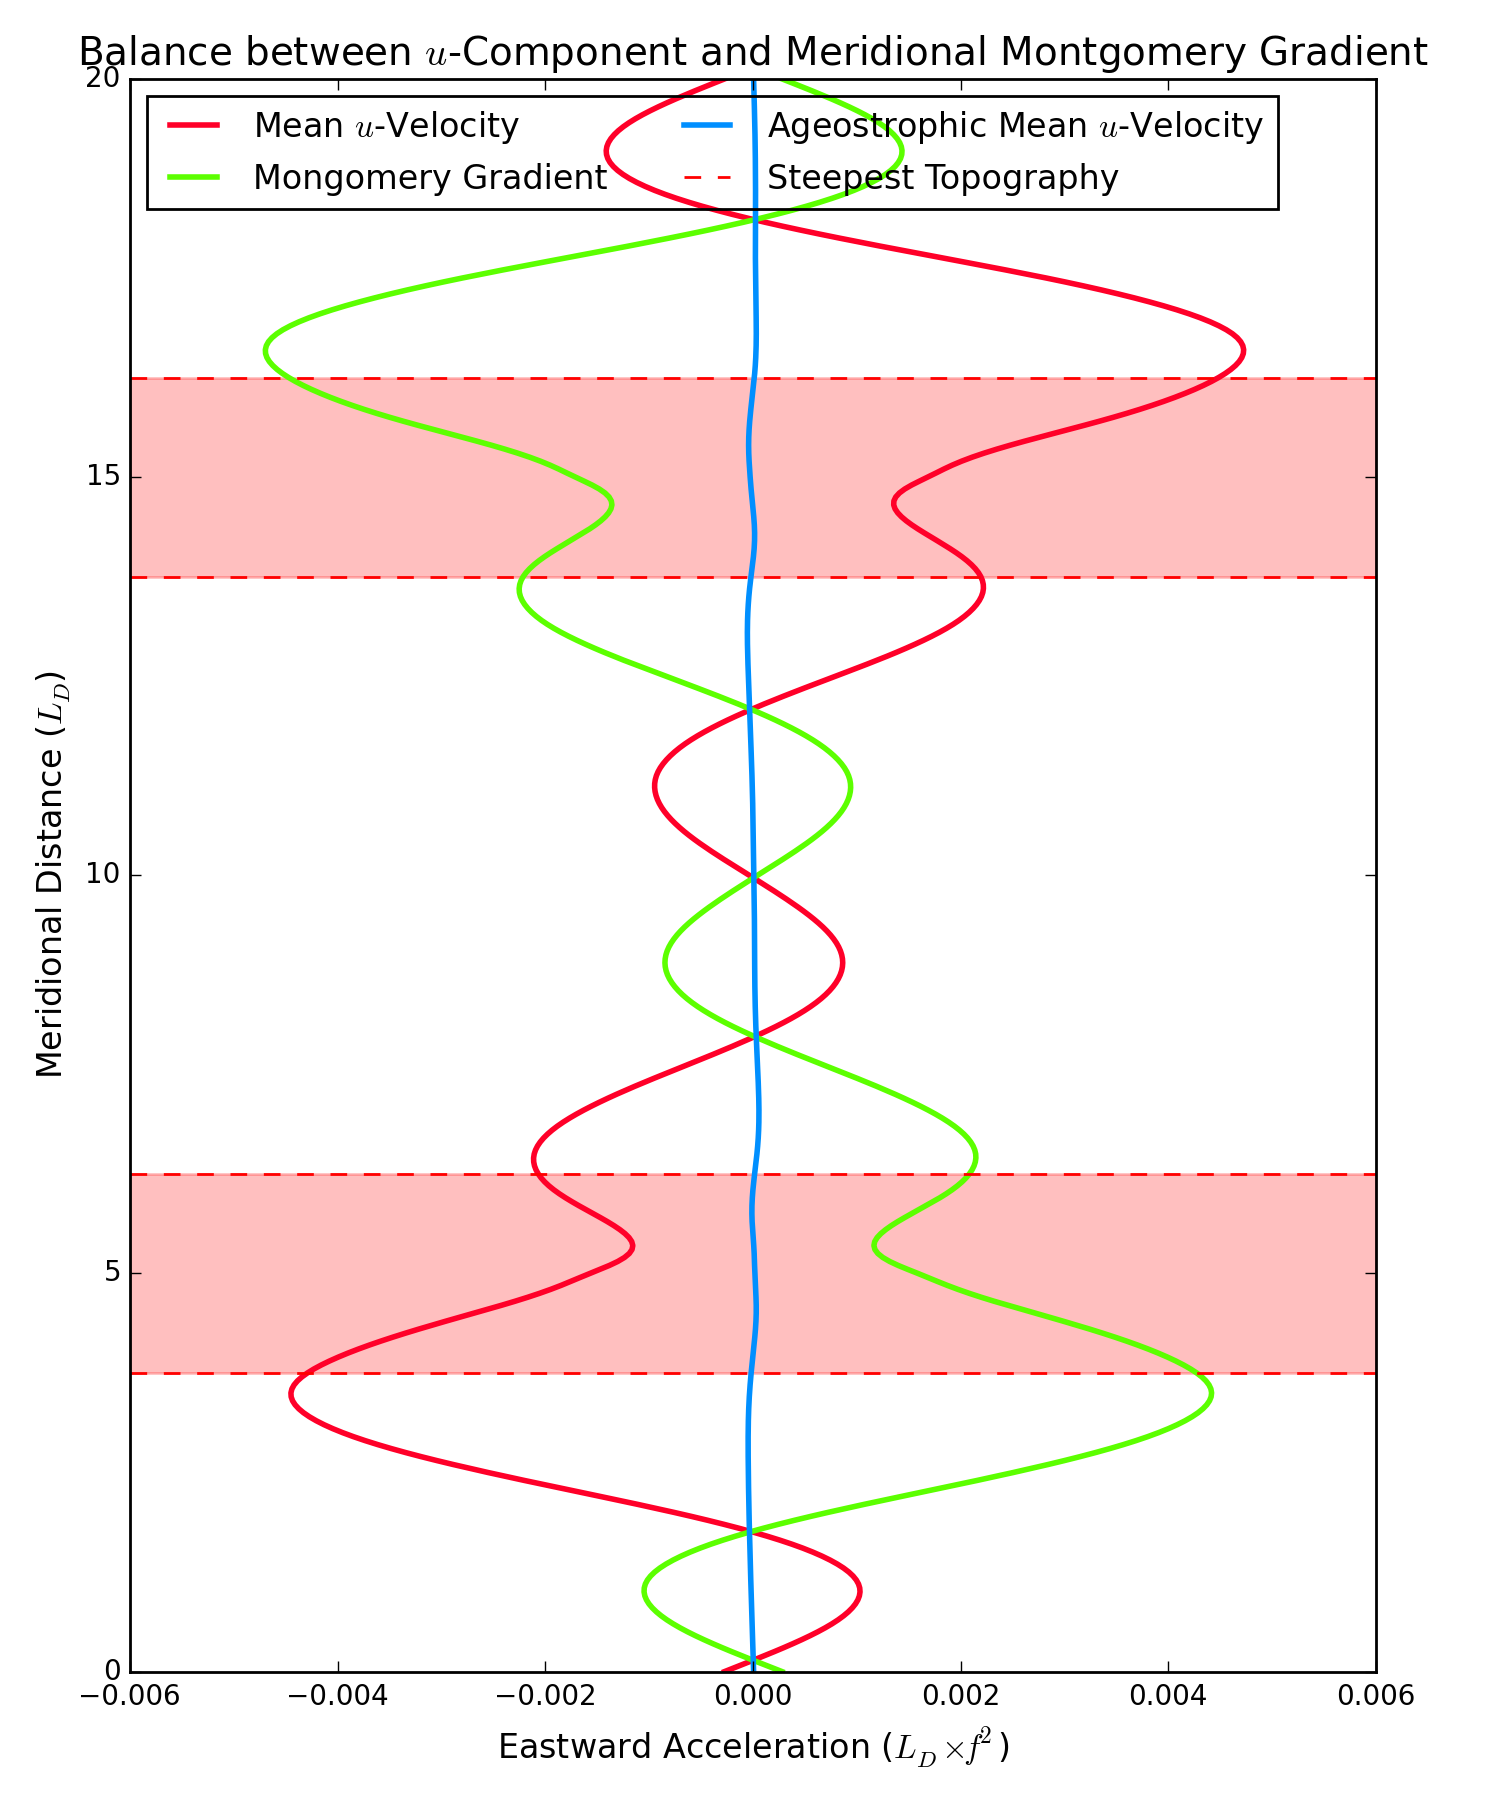 Balance between u-Component and Meridional Montgomery Gradient
Mean u-Velocity
Mongomery Gradient
Ageostrophic Mean u-Velocity
Steepest Topography
20
15
10
5
0
Meridional Distance (L_D)
−0.006 −0.004 −0.002 0.000 0.002 0.004 0.006
Eastward Acceleration (L_D×f²)